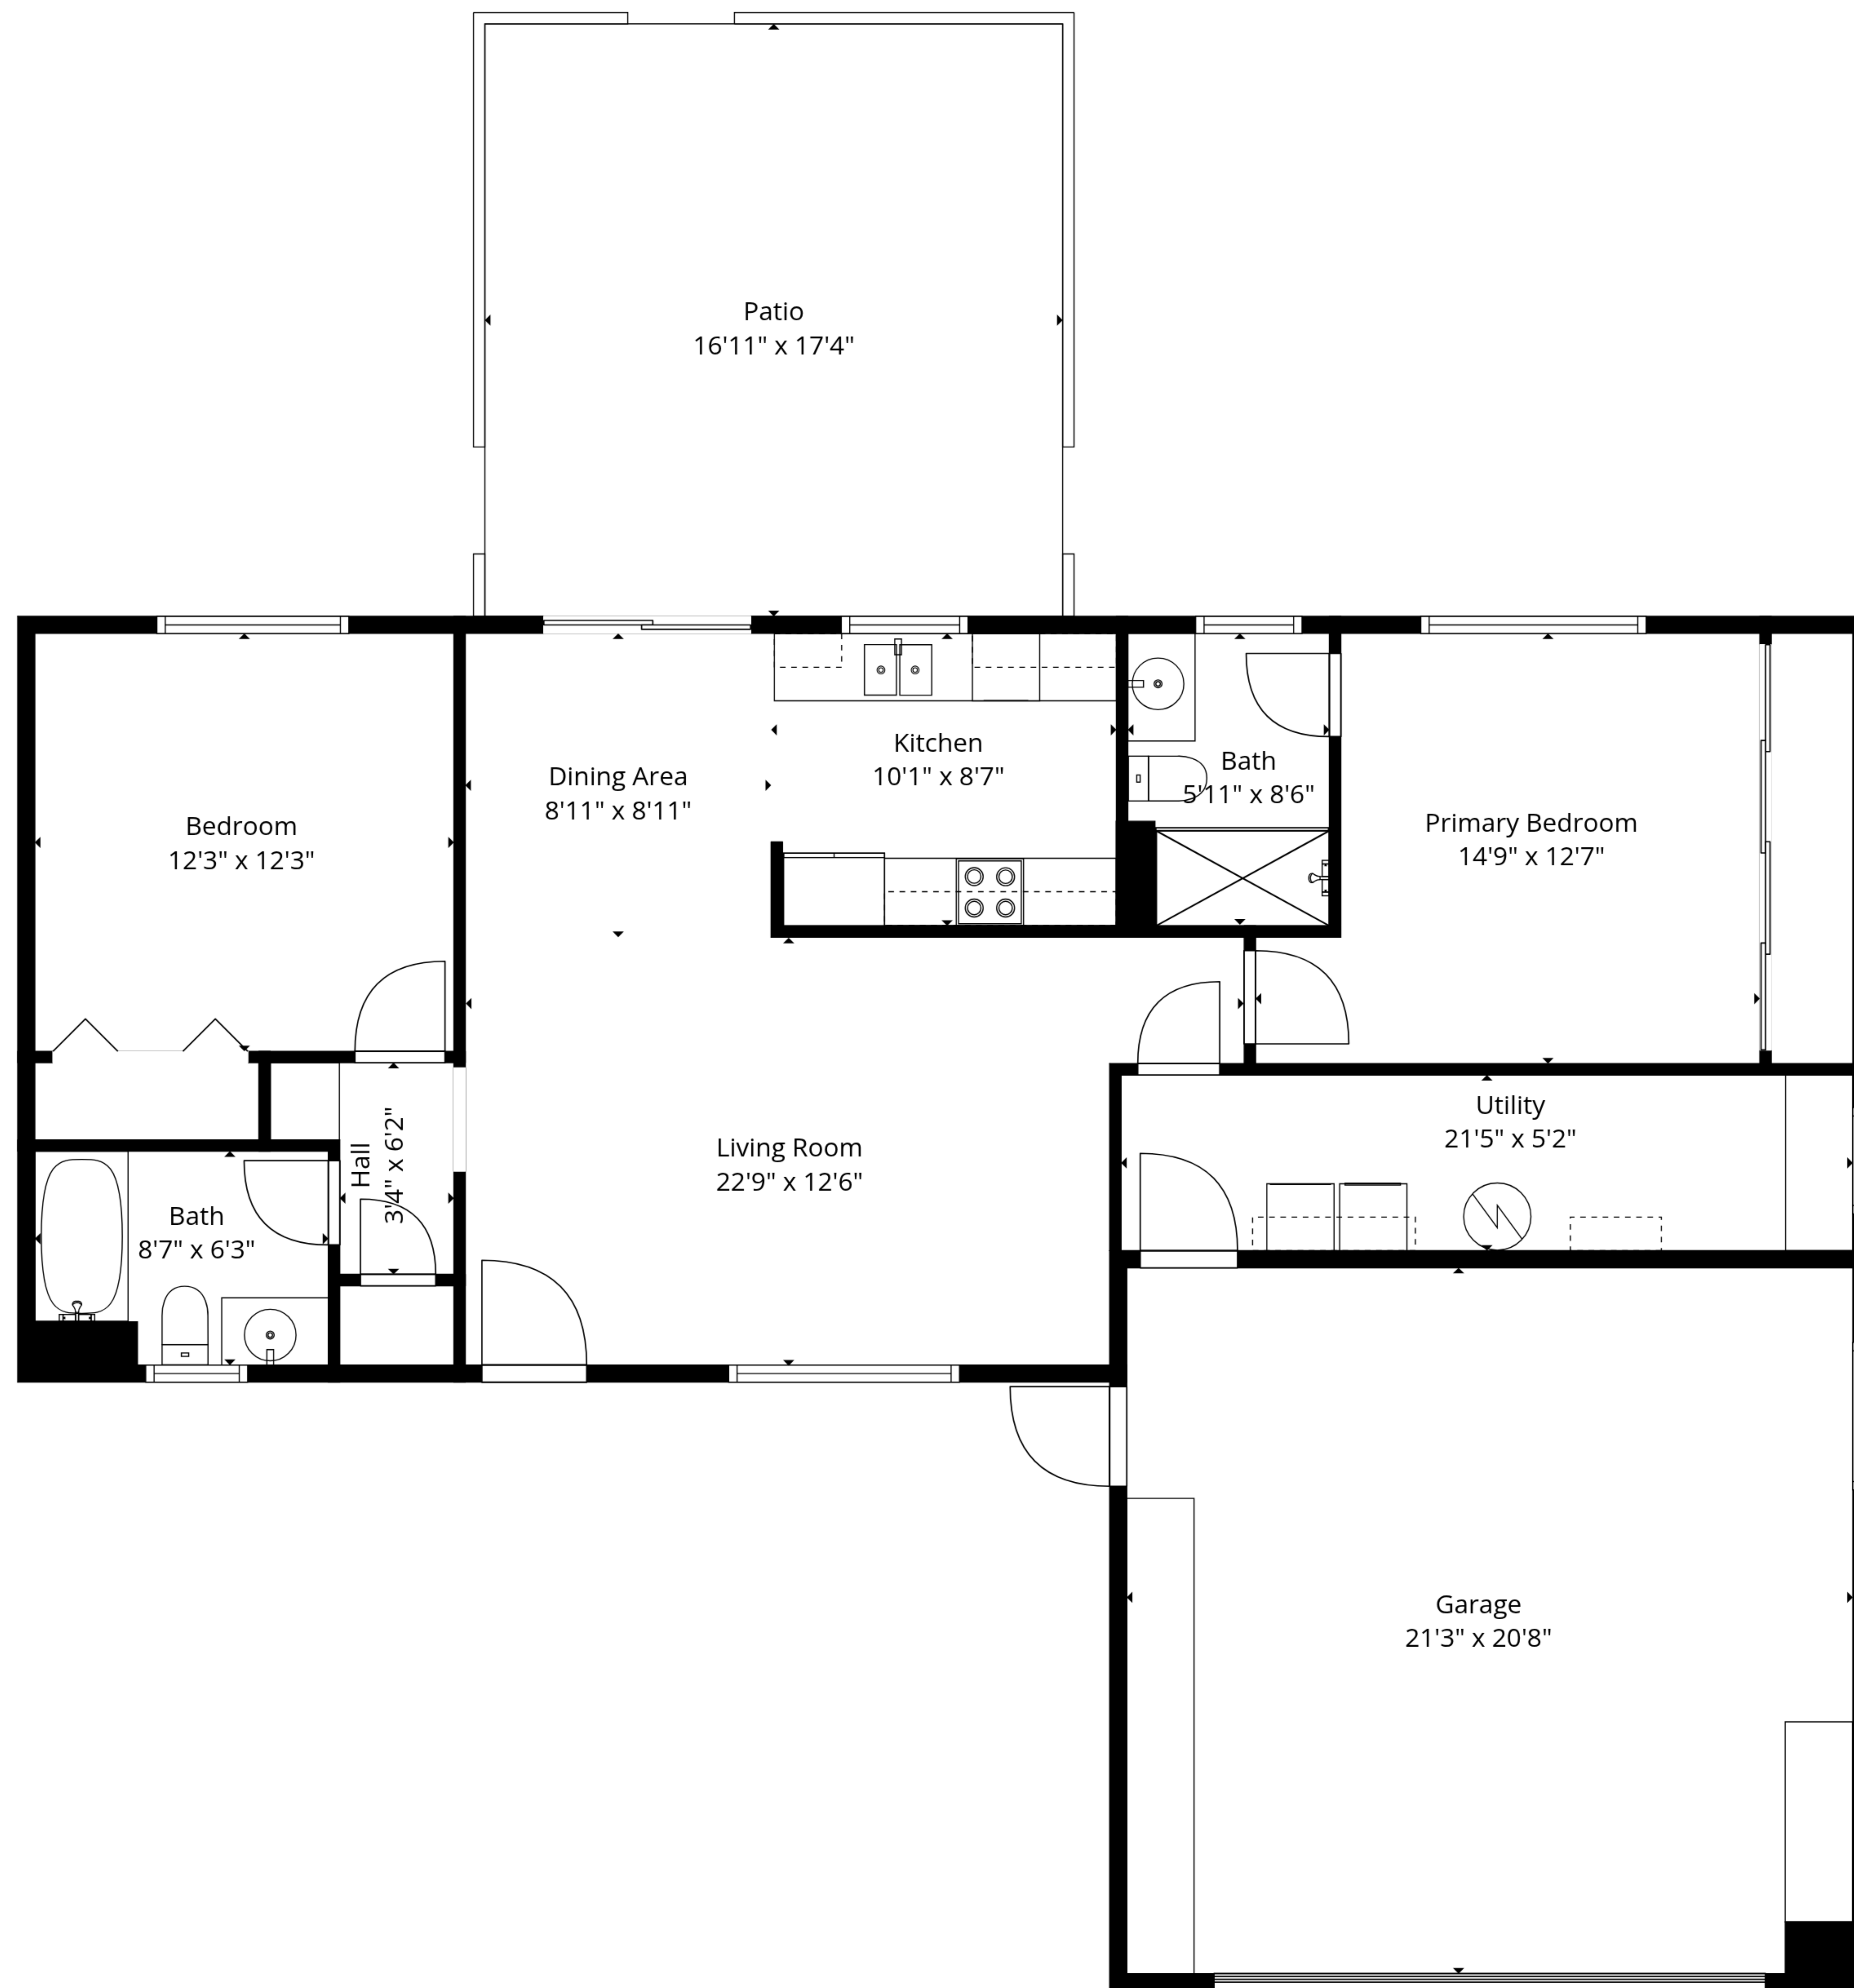 Patio
16'11" x 17'4"
Kitchen
10'1" x 8'7"
Dining Area
8'11" x 8'11"
Bath
5'11" x 8'6"
Bedroom
12'3" x 12'3"
Primary Bedroom
14'9" x 12'7"
Hall
3'4" x 6'2"
Living Room
22'9" x 12'6"
Utility
21'5" x 5'2"
Bath
8'7" x 6'3"
Garage
21'3" x 20'8"